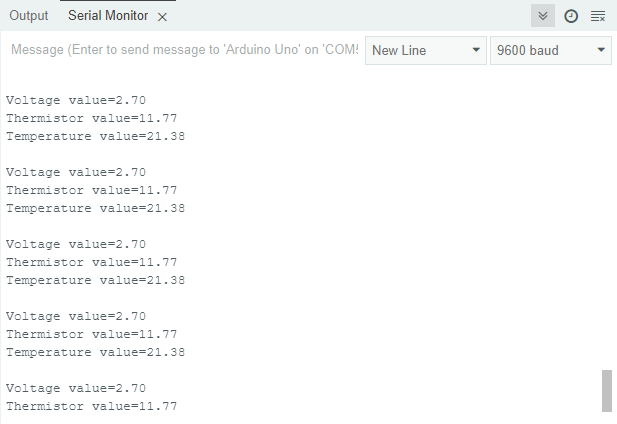 Output Serial Monitor ×
Message (Enter to send message to 'Arduino Uno' on 'COM5 New Line 9600 baud
Voltage value=2.70
Thermistor value=11.77
Temperature value=21.38
Voltage value=2.70
Thermistor value=11.77
Temperature value=21.38
Voltage value=2.70
Thermistor value=11.77
Temperature value=21.38
Voltage value=2.70
Thermistor value=11.77
Temperature value=21.38
Voltage value=2.70
Thermistor value=11.77